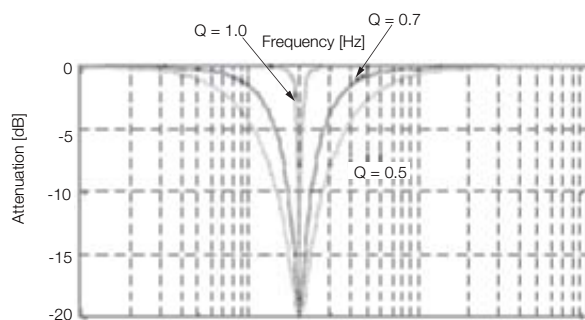 Q = 1.0
Q = 0.7
Frequency [Hz]
0
-5
-10
-15
-20
Attenuation [dB]
Q = 0.5